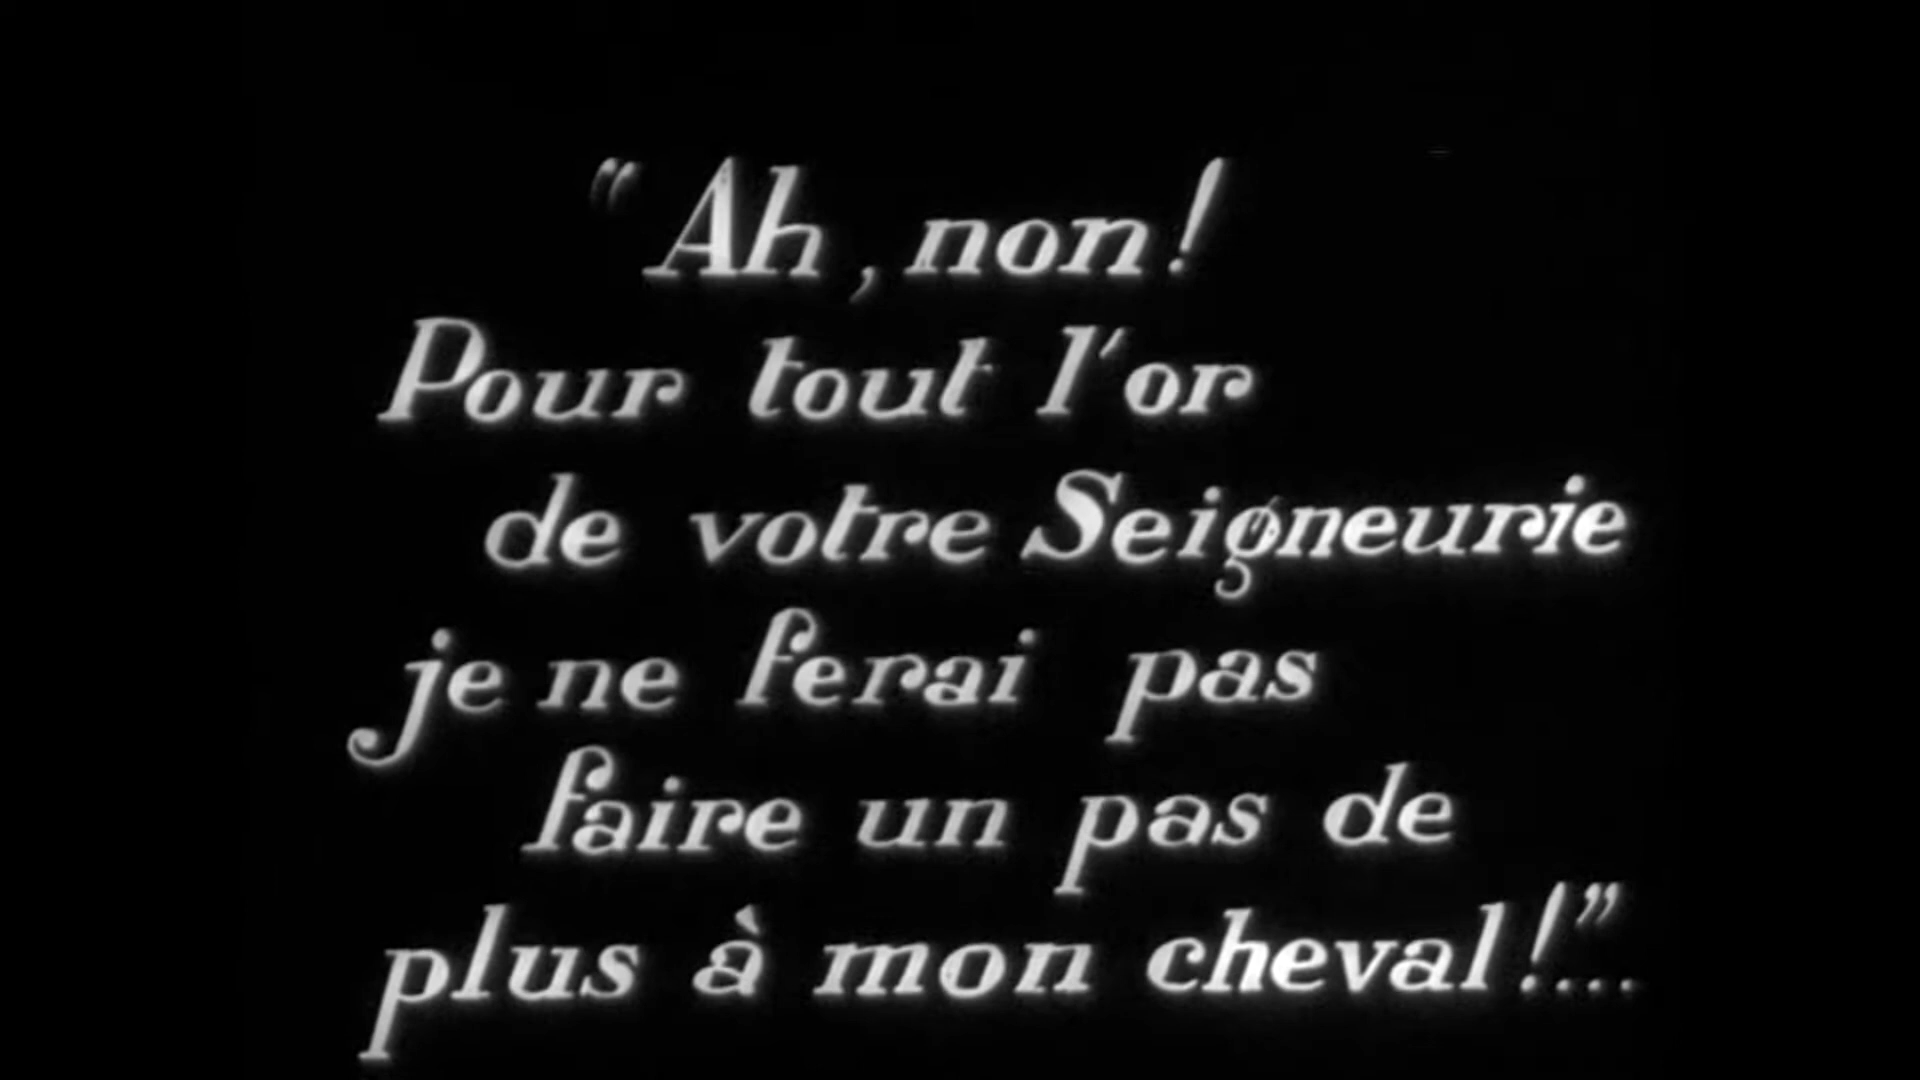 "Ah, non!
Pour tout l'or
de votre Seigneurie
je ne ferai pas
faire un pas de
plus à mon cheval!"...